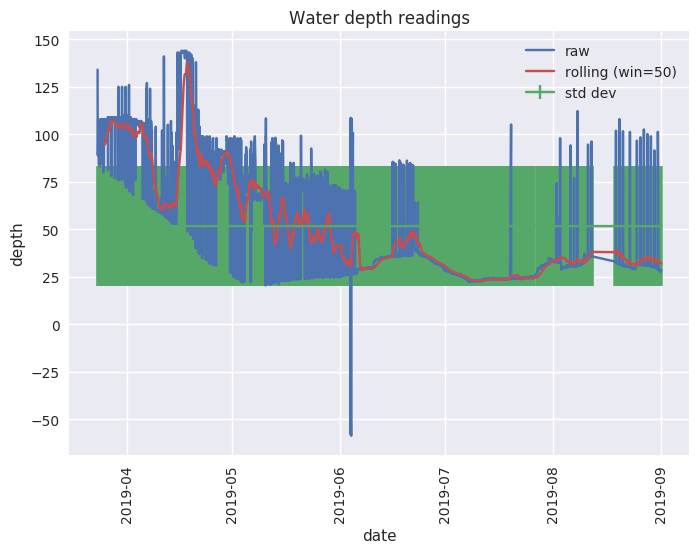 Water depth readings
150
125
100
75
50
25
0
−25
−50
depth
raw
rolling (win=50)
std dev
2019-04
2019-05
2019-06
2019-07
2019-08
2019-09
date